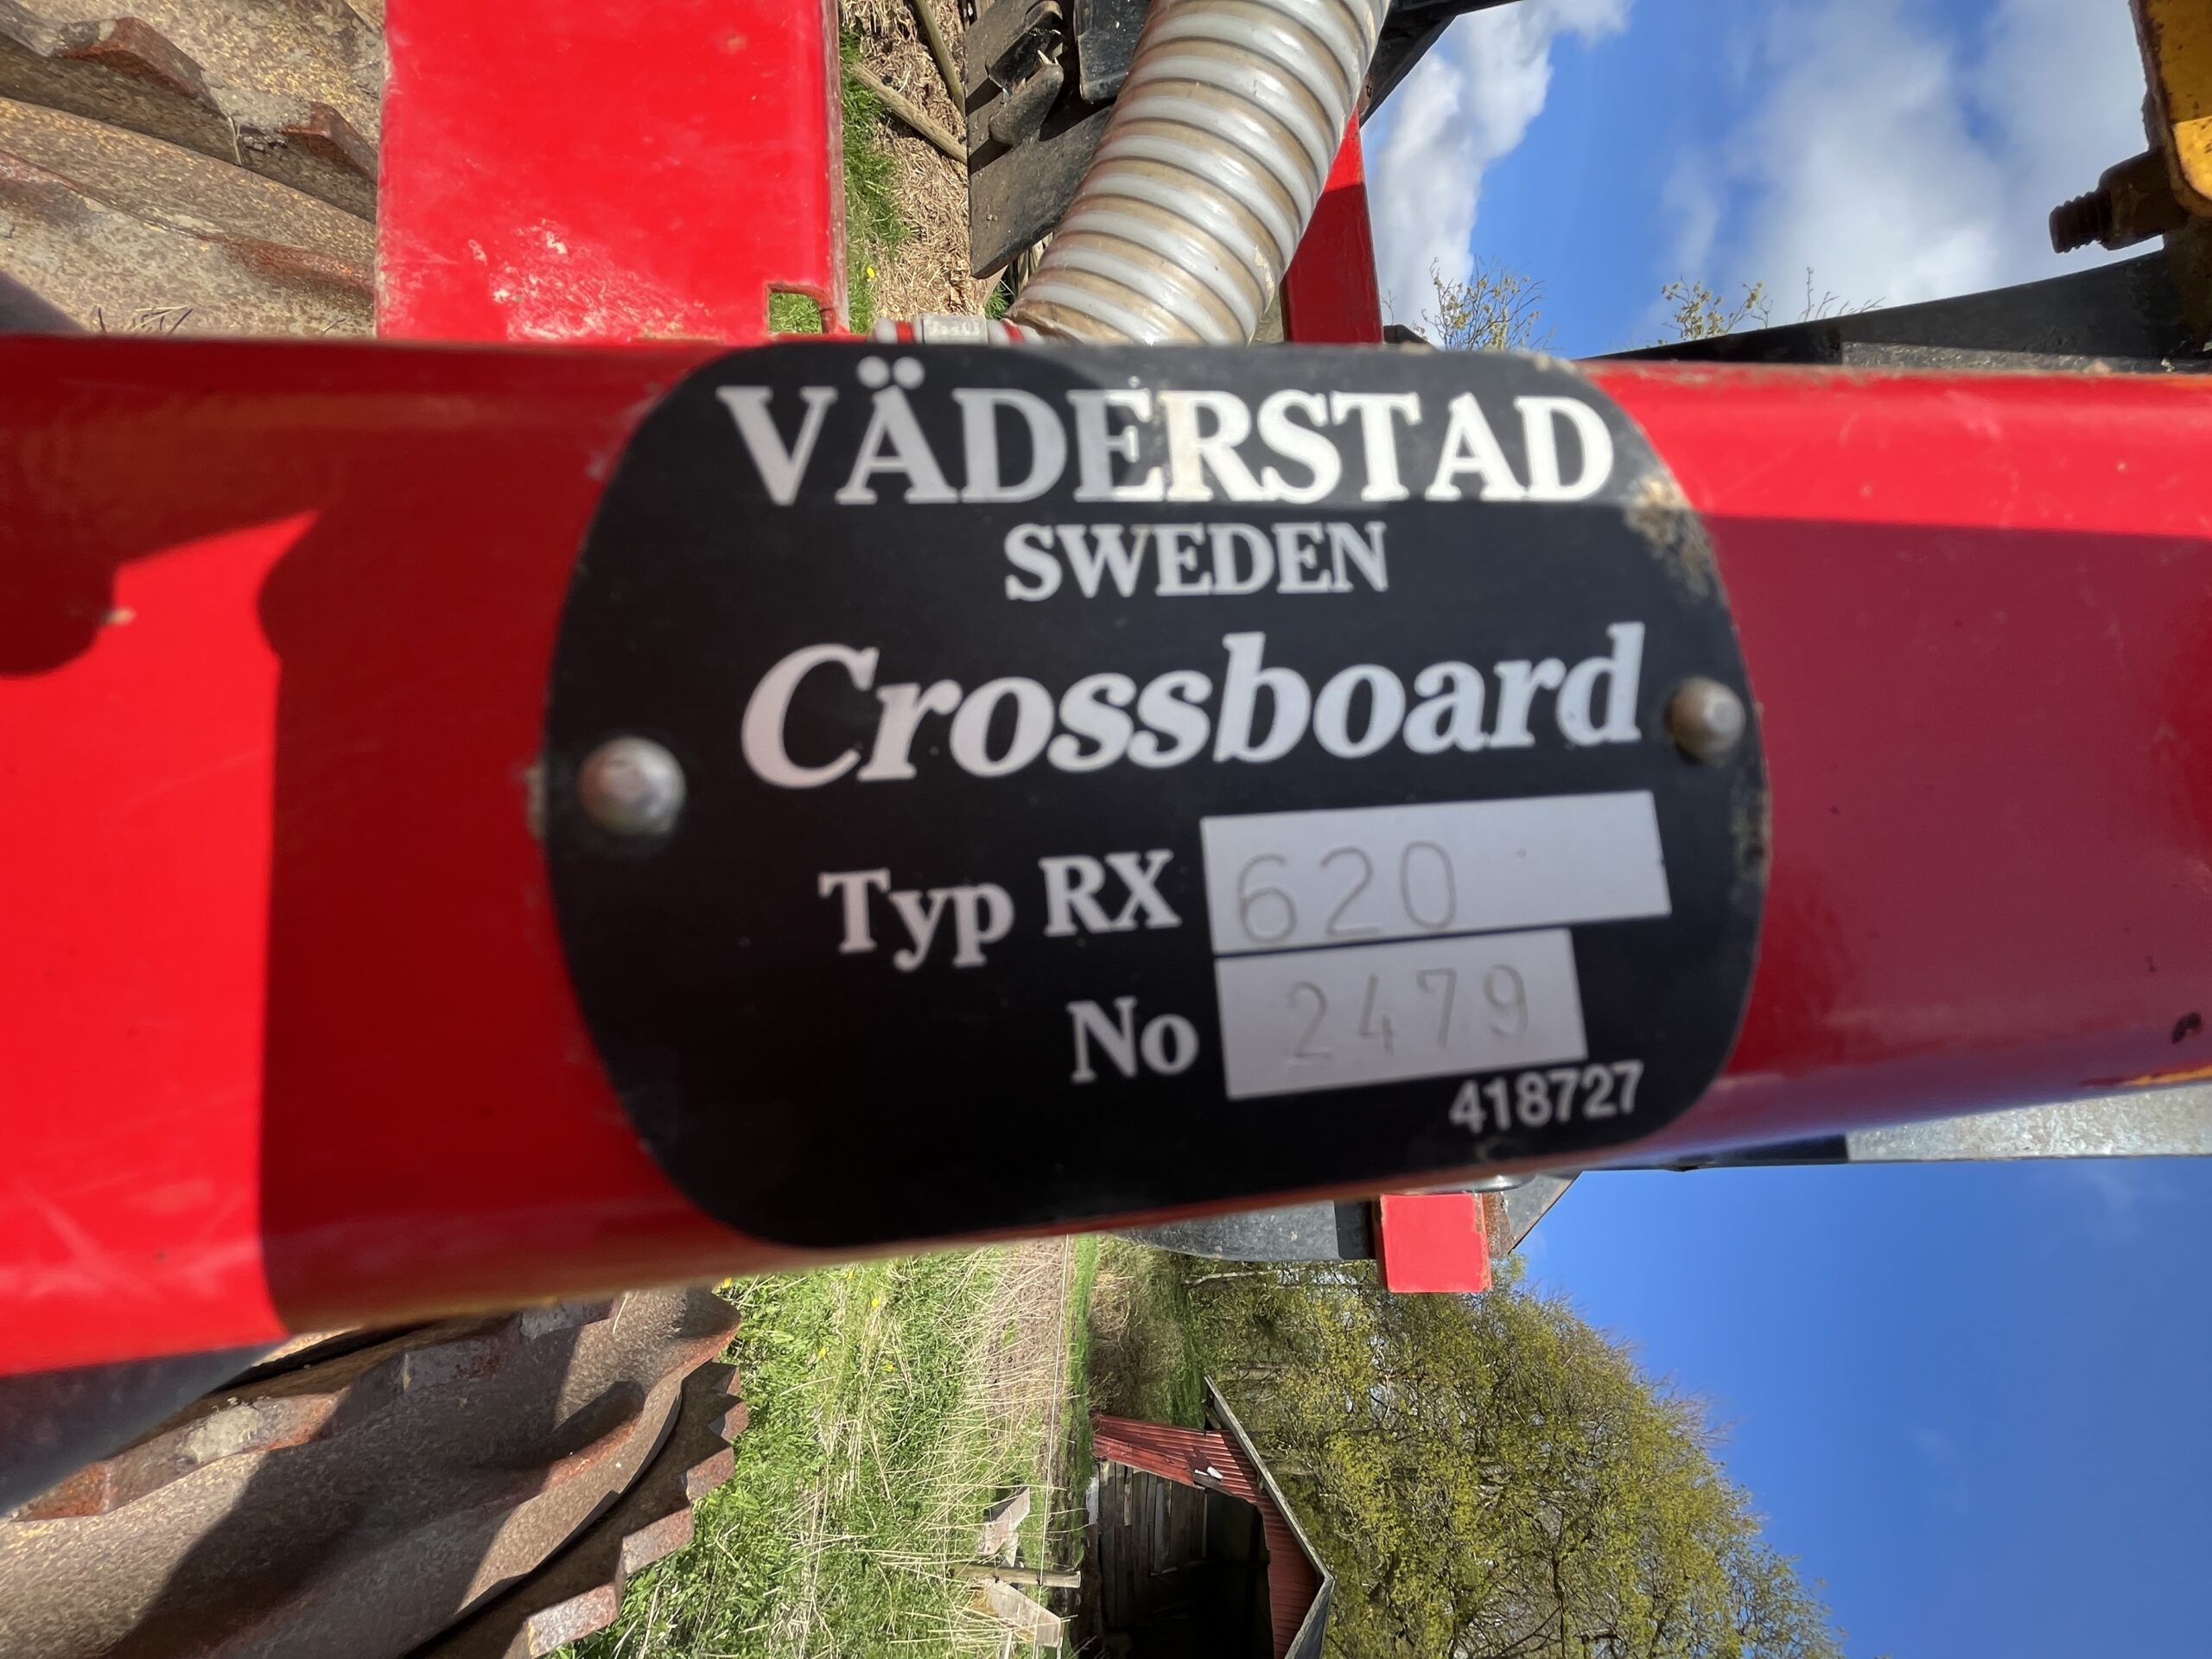 VÄDERSTAD
SWEDEN
Crossboard
Typ RX 620
No 2479
418727